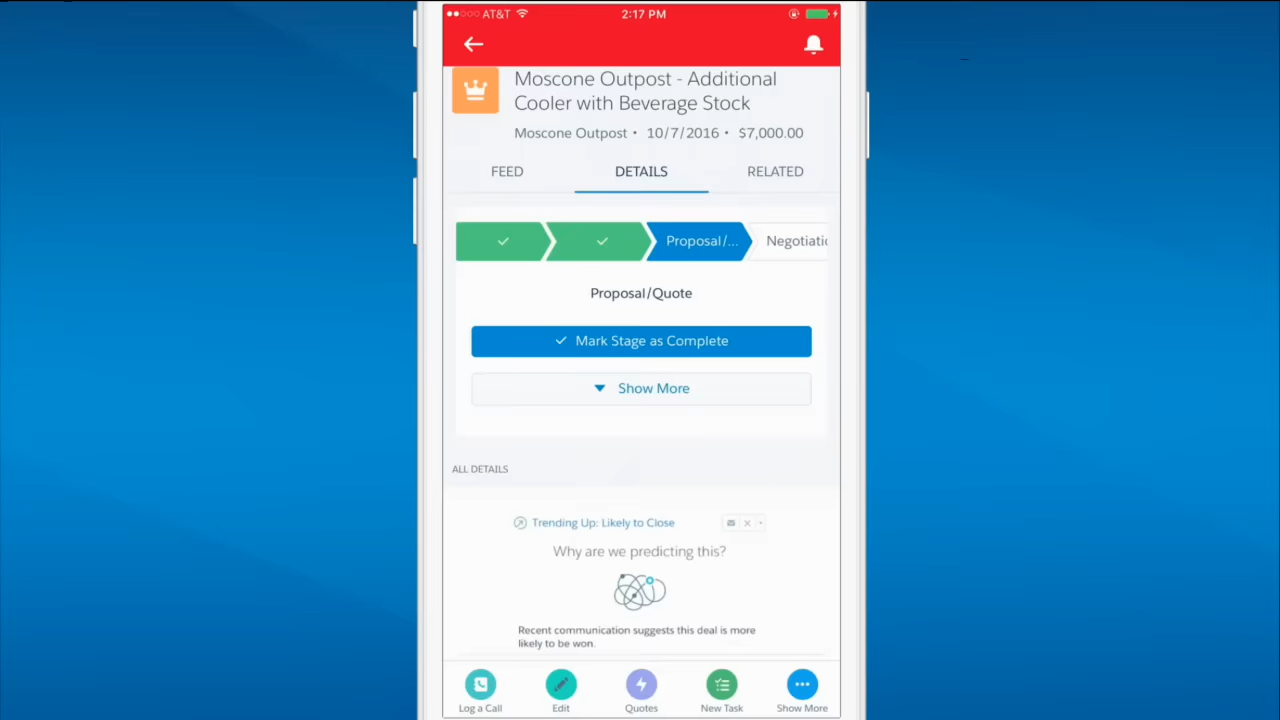 AT&T 2:17 PM
Moscone Outpost - Additional
Cooler with Beverage Stock
Moscone Outpost • 10/7/2016 • $7,000.00
FEED DETAILS RELATED
Proposal/... Negotiatic
Proposal/Quote
Mark Stage as Complete
Show More
ALL DETAILS
Trending Up: Likely to Close
Why are we predicting this?
Recent communication suggests this deal is more
likely to be won.
Log a Call Edit Quotes New Task Show More